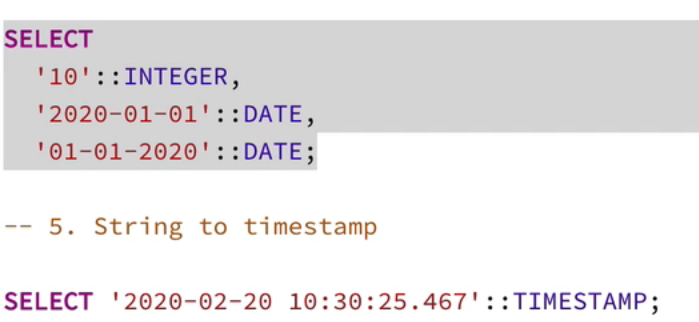 SELECT
'10'::INTEGER,
'2020-01-01'::DATE,
'01-01-2020'::DATE;
-- 5. String to timestamp
SELECT '2020-02-20 10:30:25.467'::TIMESTAMP;